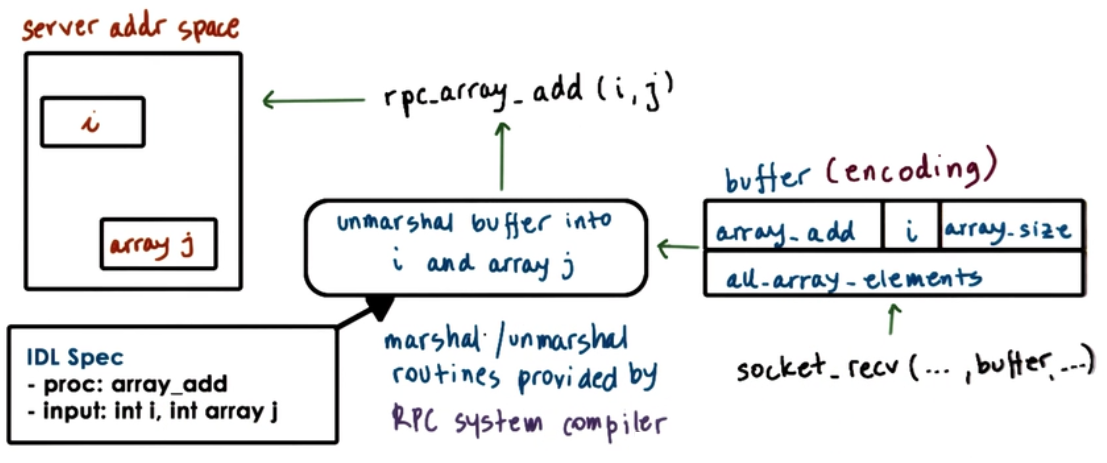 server addr space
i
array j
rpc_array_add (i, j)
buffer (encoding)
array_add i array_size
all_array_elements
unmarshal buffer into
i and array j
IDL Spec
- proc: array_add
- input: int i, int array j
marshal/unmarshal
routines provided by
RPC system compiler
socket_recv (... , buffer, ...)